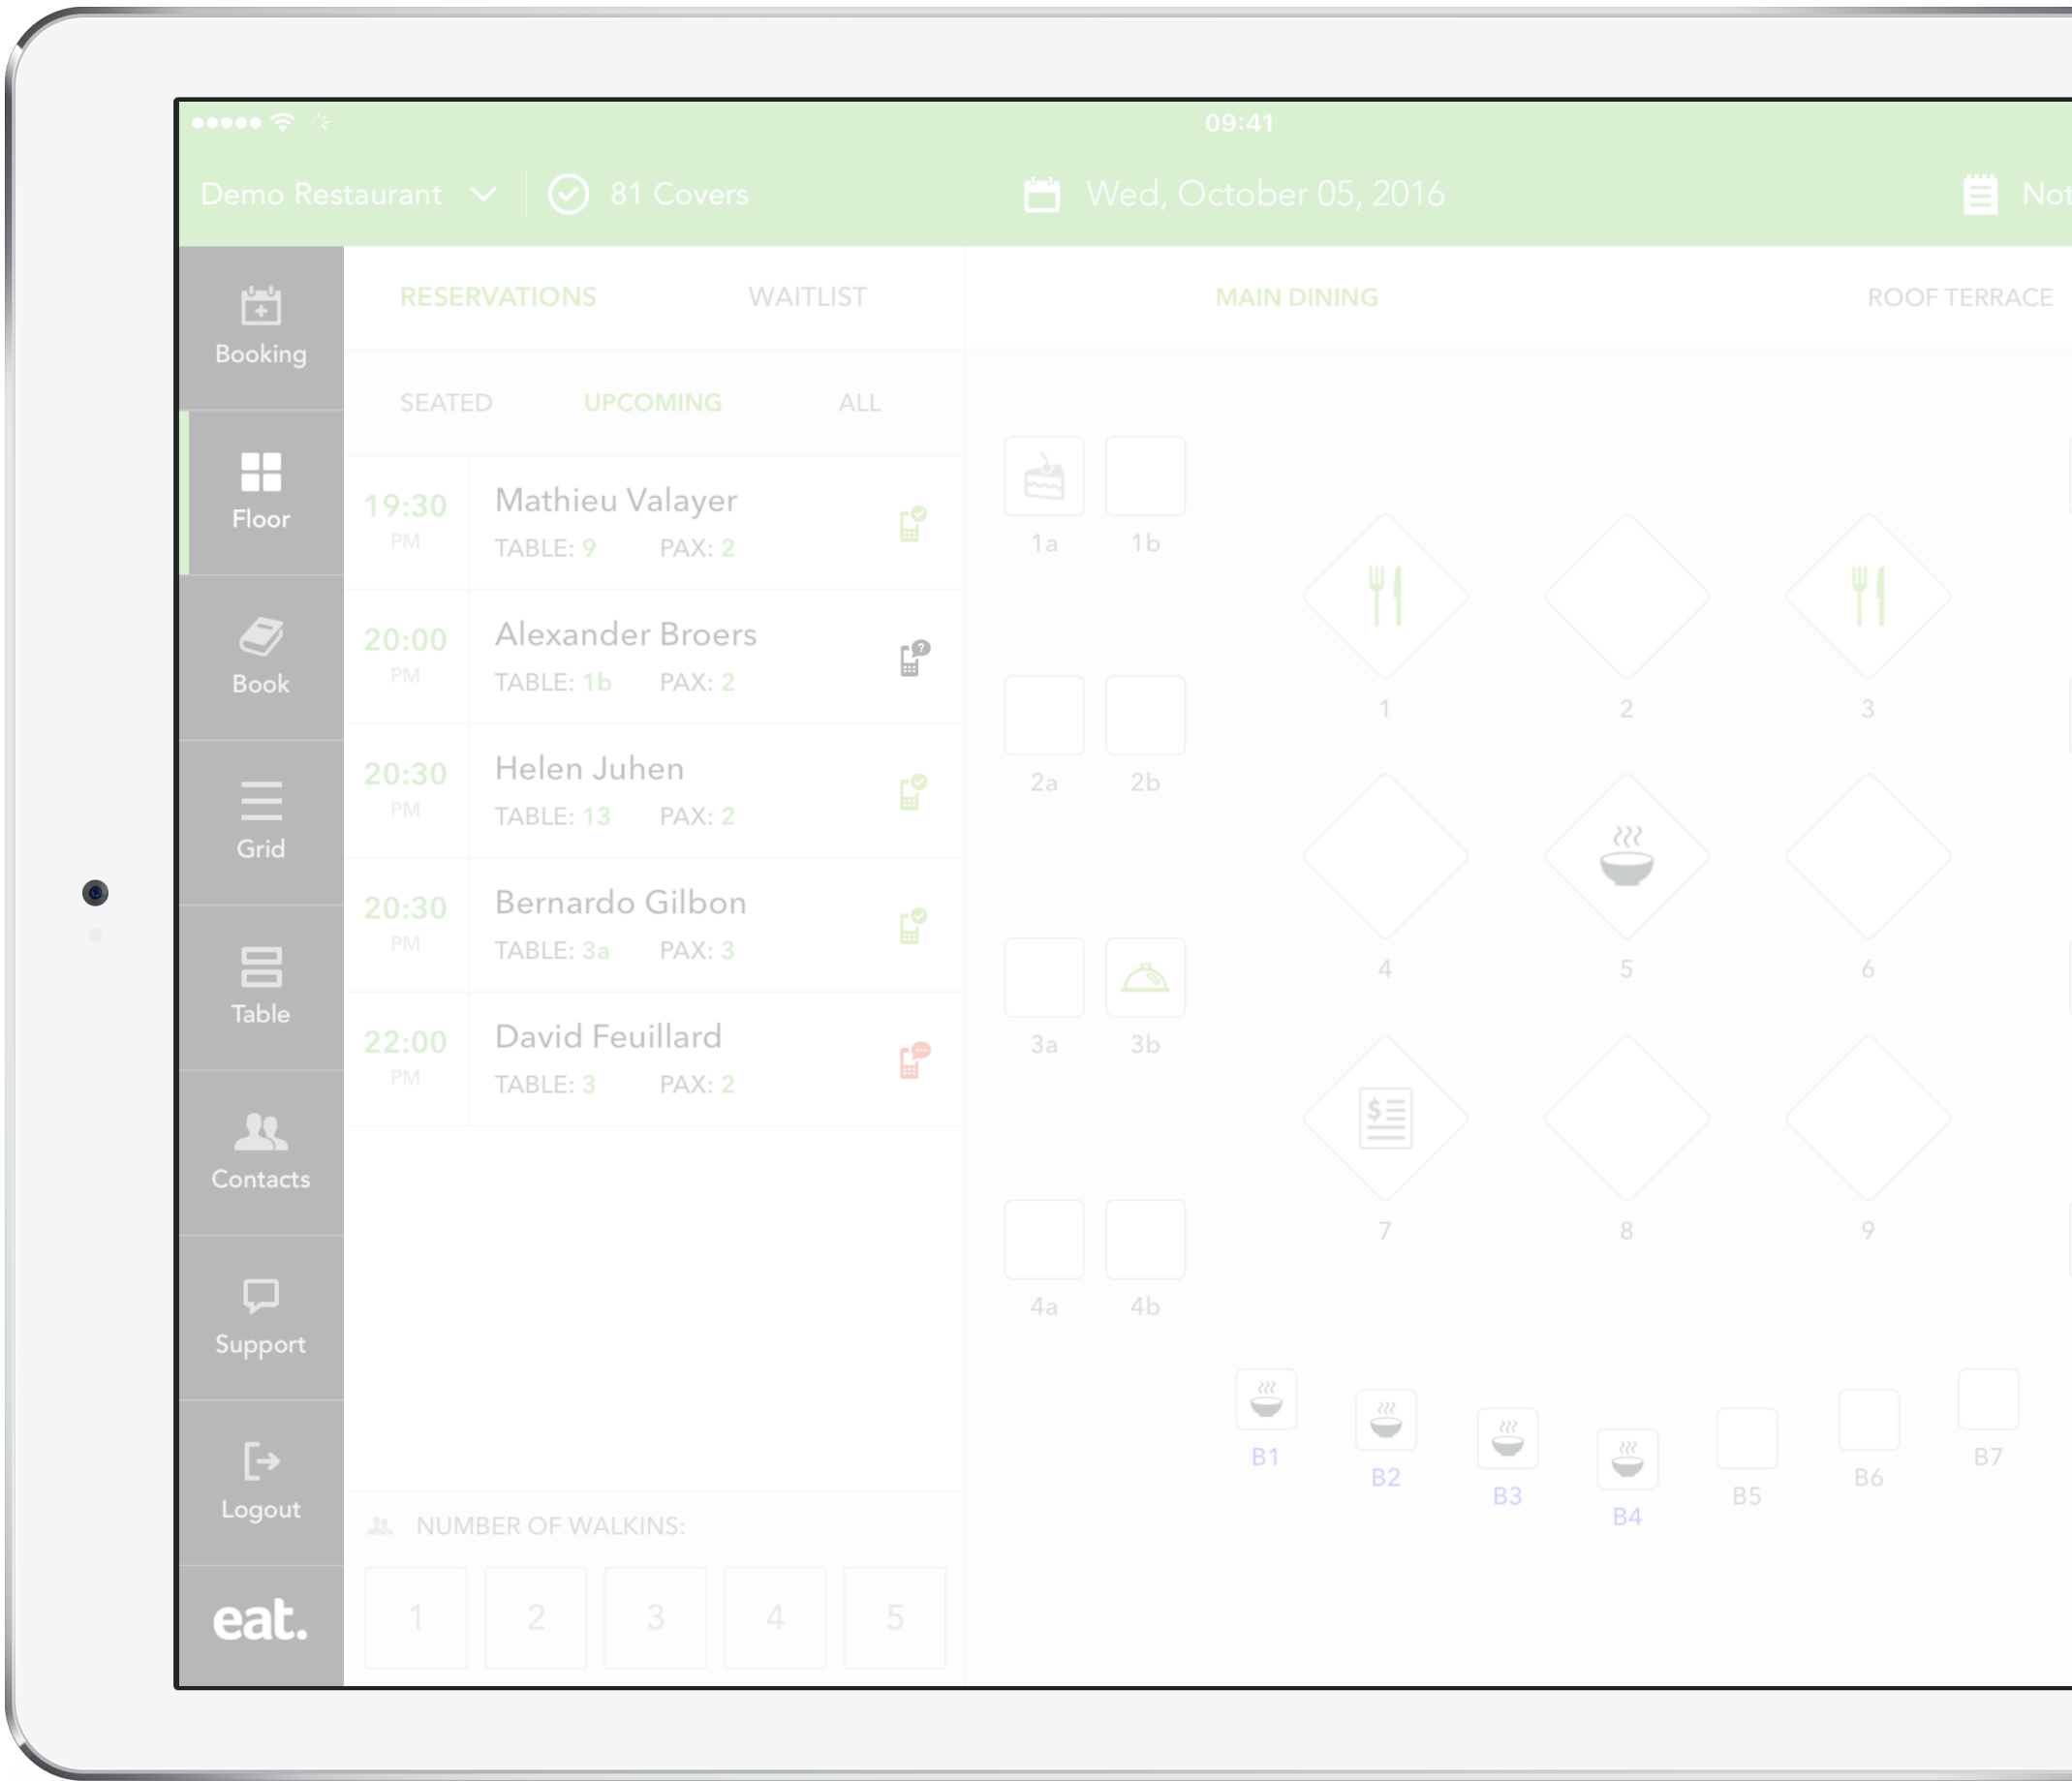 09:41
Demo Restaurant
81 Covers
Wed, October 05, 2016
Booking
Floor
Book
Grid
Table
Contacts
Support
Logout
eat.
RESERVATIONS WAITLIST
SEATED UPCOMING ALL
19:30 PM
Mathieu Valayer
TABLE: 9 PAX: 2
20:00 PM
Alexander Broers
TABLE: 1b PAX: 2
20:30 PM
Helen Juhen
TABLE: 13 PAX: 2
20:30 PM
Bernardo Gilbon
TABLE: 3a PAX: 3
22:00 PM
David Feuillard
TABLE: 3 PAX: 2
NUMBER OF WALKINS:
1 2 3 4 5
MAIN DINING ROOF TERRACE
1a 1b
1 2 3
2a 2b
4 5 6
3a 3b
$
7 8 9
4a 4b
B1 B2 B3 B4 B5 B6 B7